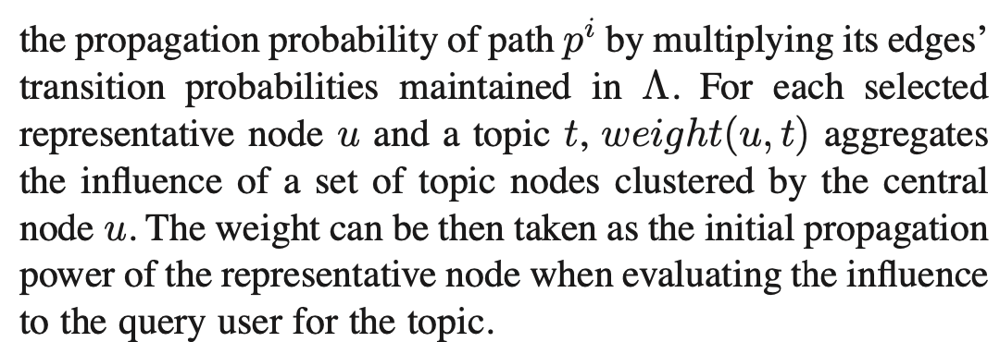 the propagation probability of path pⁱ by multiplying its edges’
transition probabilities maintained in Λ. For each selected
representative node u and a topic t, weight(u, t) aggregates
the influence of a set of topic nodes clustered by the central
node u. The weight can be then taken as the initial propagation
power of the representative node when evaluating the influence
to the query user for the topic.